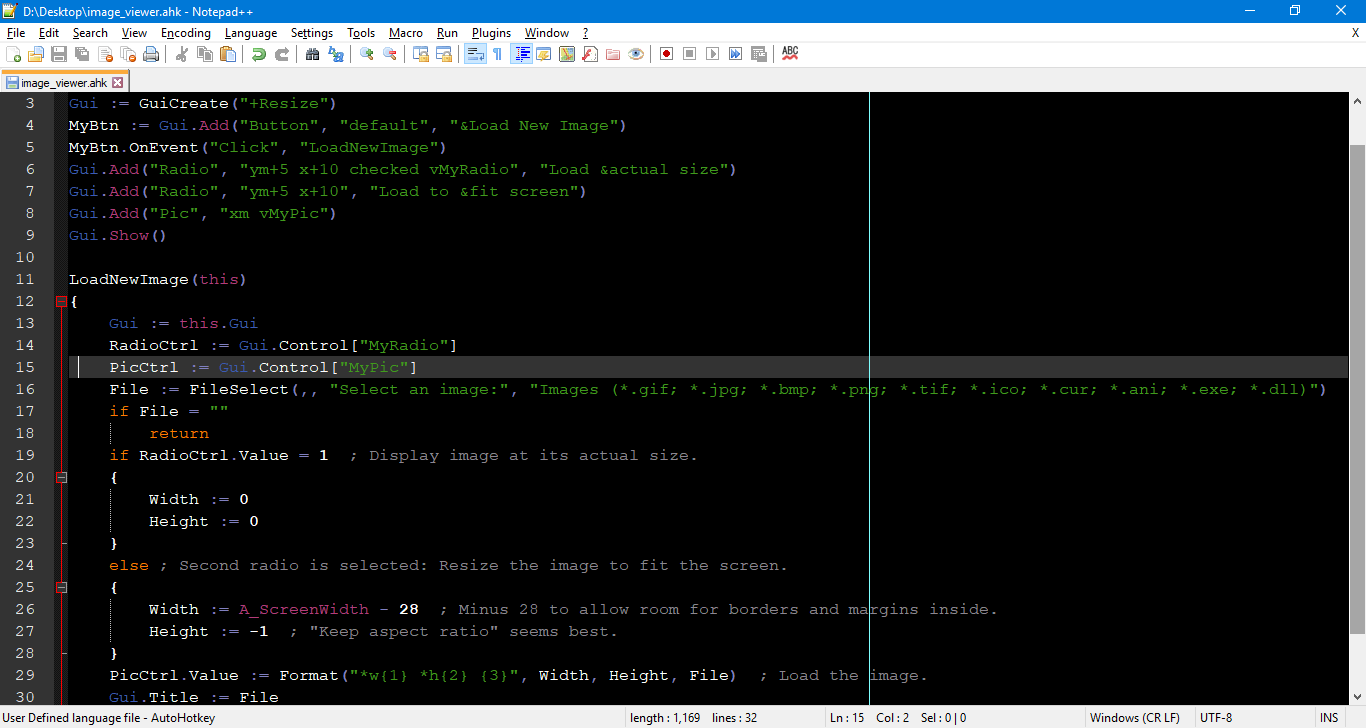 D:\Desktop\image_viewer.ahk - Notepad++
File Edit Search View Encoding Language Settings Tools Macro Run Plugins Window ? X
ABC
image_viewer.ahk
3 Gui := GuiCreate("+Resize")
4 MyBtn := Gui.Add("Button", "default", "&Load New Image")
5 MyBtn.OnEvent("Click", "LoadNewImage")
6 Gui.Add("Radio", "ym+5 x+10 checked vMyRadio", "Load &actual size")
7 Gui.Add("Radio", "ym+5 x+10", "Load to &fit screen")
8 Gui.Add("Pic", "xm vMyPic")
9 Gui.Show()
10
11 LoadNewImage(this)
12 {
13     Gui := this.Gui
14     RadioCtrl := Gui.Control["MyRadio"]
15     PicCtrl := Gui.Control["MyPic"]
16     File := FileSelect(,, "Select an image:", "Images (*.gif; *.jpg; *.bmp; *.png; *.tif; *.ico; *.cur; *.ani; *.exe; *.dll)")
17     if File = ""
18         return
19     if RadioCtrl.Value = 1  ; Display image at its actual size.
20     {
21         Width := 0
22         Height := 0
23     }
24     else ; Second radio is selected: Resize the image to fit the screen.
25     {
26         Width := A_ScreenWidth - 28  ; Minus 28 to allow room for borders and margins inside.
27         Height := -1  ; "Keep aspect ratio" seems best.
28     }
29     PicCtrl.Value := Format("*w{1} *h{2} {3}", Width, Height, File)  ; Load the image.
30     Gui.Title := File
User Defined language file - AutoHotkey length : 1,169 lines : 32 Ln : 15 Col : 2 Sel : 0 | 0 Windows (CR LF) UTF-8 INS